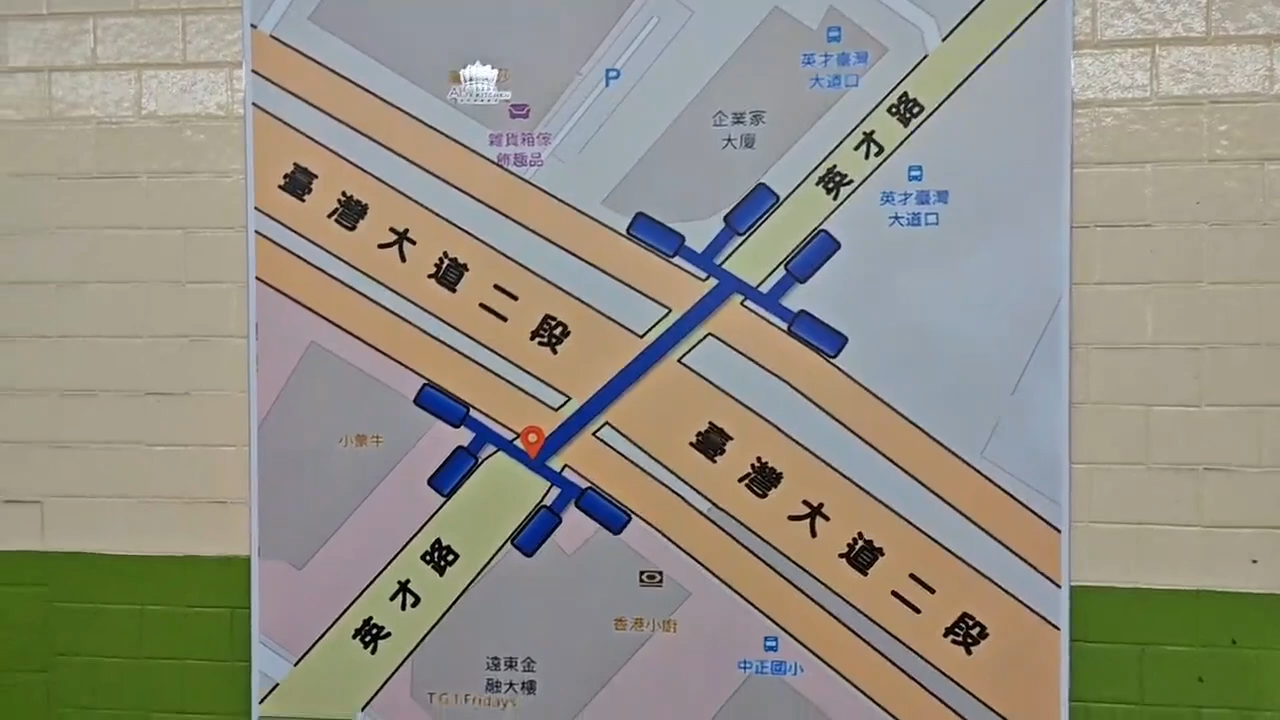 英才臺灣
大道口
P
企業家
大廈
雜貨箱傢
飾趣品
英才路
英才臺灣
大道口
臺灣大道二段
小蒙牛
臺灣大道二段
英才路
香港小廚
遠東金
融大樓
T G I Fridays
中正國小